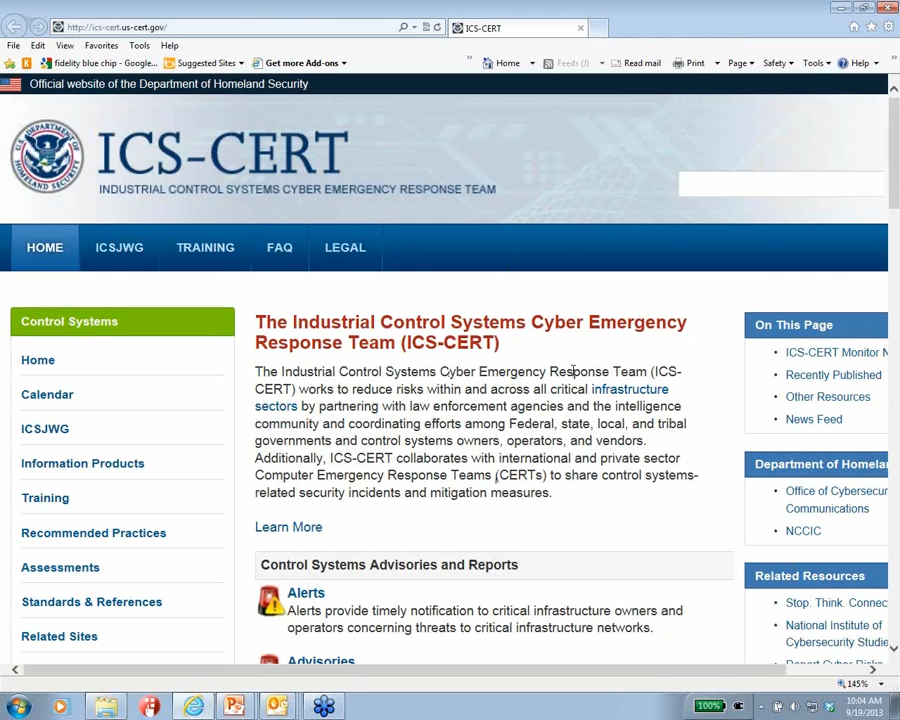 http://ics-cert.us-cert.gov/
ICS-CERT
File Edit View Favorites Tools Help
fidelity blue chip - Google... Suggested Sites Get more Add-ons
» Home Feeds (J) Read mail Print Page Safety Tools Help »
Official website of the Department of Homeland Security
U.S. DEPARTMENT OF HOMELAND SECURITY
ICS-CERT
INDUSTRIAL CONTROL SYSTEMS CYBER EMERGENCY RESPONSE TEAM
HOME ICSJWG TRAINING FAQ LEGAL
Control Systems
Home
Calendar
ICSJWG
Information Products
Training
Recommended Practices
Assessments
Standards & References
Related Sites
The Industrial Control Systems Cyber Emergency
Response Team (ICS-CERT)
The Industrial Control Systems Cyber Emergency Response Team (ICS-
CERT) works to reduce risks within and across all critical infrastructure
sectors by partnering with law enforcement agencies and the intelligence
community and coordinating efforts among Federal, state, local, and tribal
governments and control systems owners, operators, and vendors.
Additionally, ICS-CERT collaborates with international and private sector
Computer Emergency Response Teams (CERTs) to share control systems-
related security incidents and mitigation measures.
Learn More
Control Systems Advisories and Reports
Alerts
Alerts provide timely notification to critical infrastructure owners and
operators concerning threats to critical infrastructure networks.
Advisories
On This Page
ICS-CERT Monitor N
Recently Published
Other Resources
News Feed
Department of Homelan
Office of Cybersecur
Communications
NCCIC
Related Resources
Stop. Think. Connec
National Institute of
Cybersecurity Studie
Report Cyber Risks
145%
100%
10:04 AM
9/19/2013